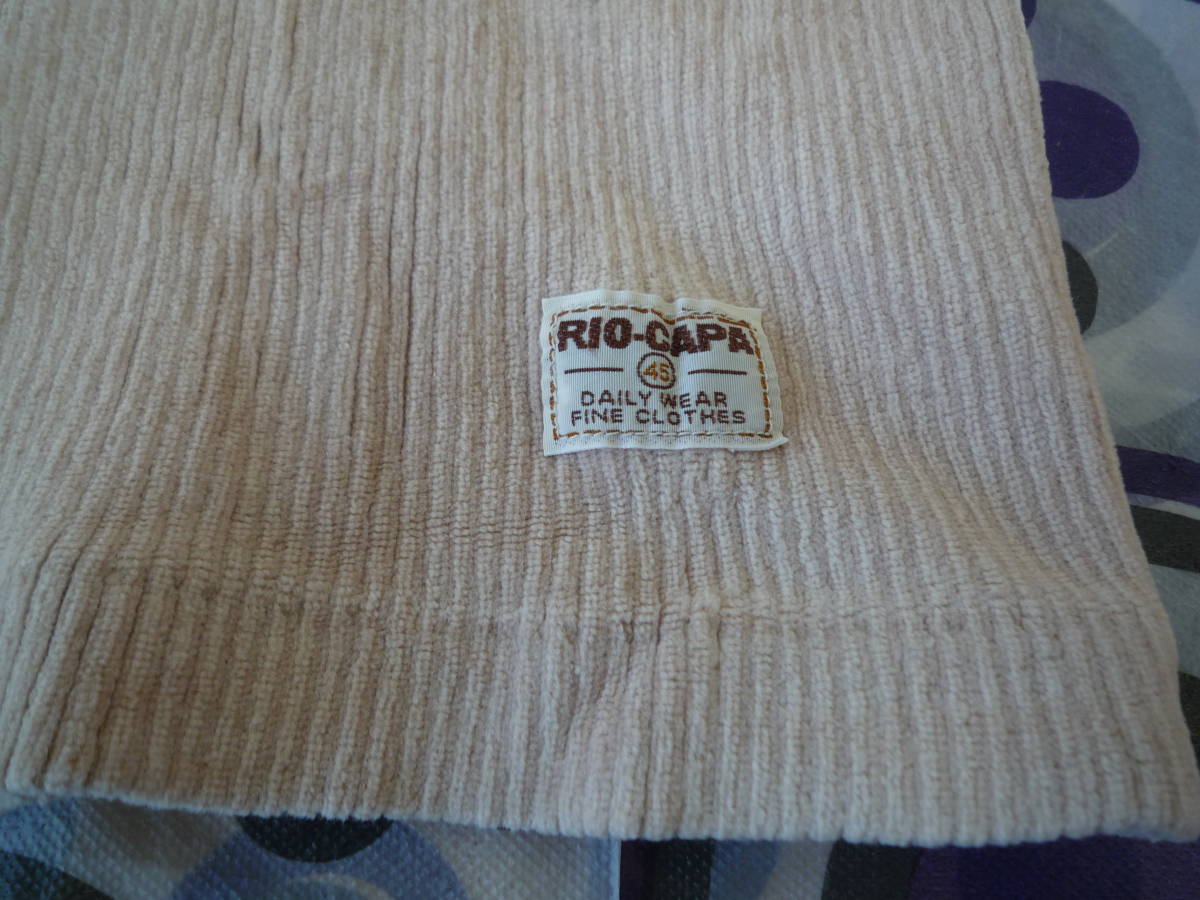 RIO-CAPA
45
DAILY WEAR
FINE CLOTHES